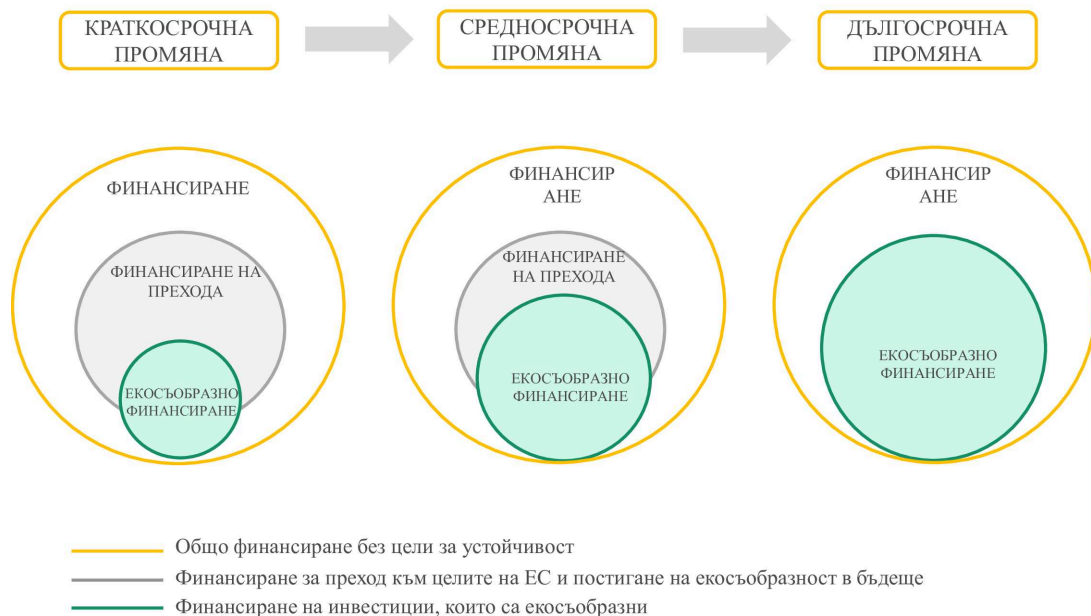 КРАТКОСРОЧНА
ПРОМЯНА
СРЕДНОСРОЧНА
ПРОМЯНА
ДЪЛГОСРОЧНА
ПРОМЯНА
ФИНАНСИРАНЕ
ФИНАНСИРАНЕ НА
ПРЕХОДА
ЕКОСЪОБРАЗНО
ФИНАНСИРАНЕ
ФИНАНСИР
АНЕ
ФИНАНСИРАНЕ
НА ПРЕХОДА
ЕКОСЪОБРАЗНО
ФИНАНСИРАНЕ
ФИНАНСИР
АНЕ
ЕКОСЪОБРАЗНО
ФИНАНСИРАНЕ
Общо финансиране без цели за устойчивост
Финансиране за преход към целите на ЕС и постигане на екосъобразност в бъдеще
Финансиране на инвестиции, които са екосъобразни